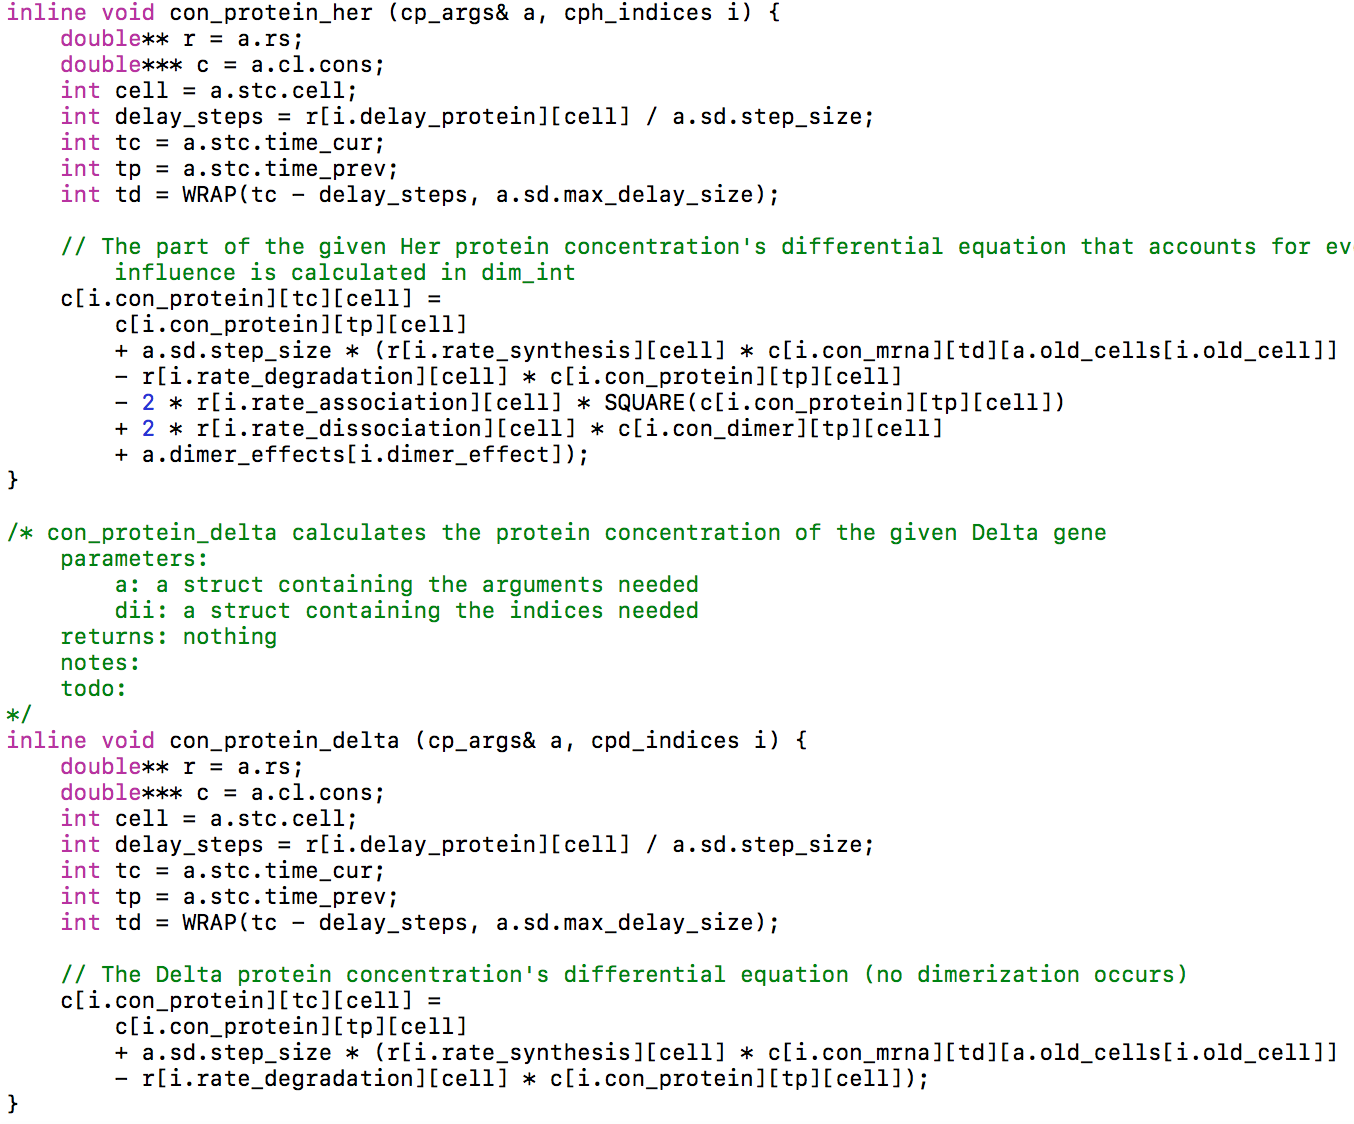 inline void con_protein_her (cp_args& a, cph_indices i) {
    double** r = a.rs;
    double*** c = a.cl.cons;
    int cell = a.stc.cell;
    int delay_steps = r[i.delay_protein][cell] / a.sd.step_size;
    int tc = a.stc.time_cur;
    int tp = a.stc.time_prev;
    int td = WRAP(tc - delay_steps, a.sd.max_delay_size);

    // The part of the given Her protein concentration's differential equation that accounts for ev
        influence is calculated in dim_int
    c[i.con_protein][tc][cell] =
        c[i.con_protein][tp][cell]
        + a.sd.step_size * (r[i.rate_synthesis][cell] * c[i.con_mrna][td][a.old_cells[i.old_cell]]
        - r[i.rate_degradation][cell] * c[i.con_protein][tp][cell]
        - 2 * r[i.rate_association][cell] * SQUARE(c[i.con_protein][tp][cell])
        + 2 * r[i.rate_dissociation][cell] * c[i.con_dimer][tp][cell]
        + a.dimer_effects[i.dimer_effect]);
}

/* con_protein_delta calculates the protein concentration of the given Delta gene
    parameters:
        a: a struct containing the arguments needed
        dii: a struct containing the indices needed
    returns: nothing
    notes:
    todo:
*/
inline void con_protein_delta (cp_args& a, cpd_indices i) {
    double** r = a.rs;
    double*** c = a.cl.cons;
    int cell = a.stc.cell;
    int delay_steps = r[i.delay_protein][cell] / a.sd.step_size;
    int tc = a.stc.time_cur;
    int tp = a.stc.time_prev;
    int td = WRAP(tc - delay_steps, a.sd.max_delay_size);

    // The Delta protein concentration's differential equation (no dimerization occurs)
    c[i.con_protein][tc][cell] =
        c[i.con_protein][tp][cell]
        + a.sd.step_size * (r[i.rate_synthesis][cell] * c[i.con_mrna][td][a.old_cells[i.old_cell]]
        - r[i.rate_degradation][cell] * c[i.con_protein][tp][cell]);
}